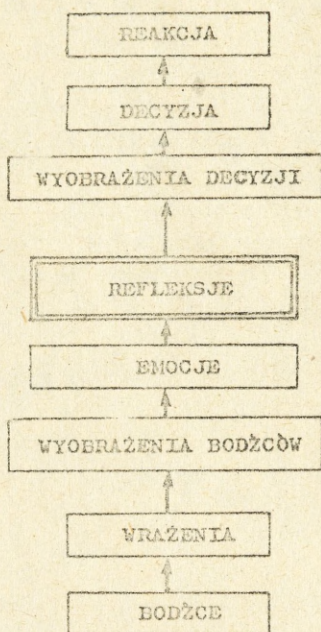 REAKCJA
DECYZJA
WYOBRAŻENIA DECYZJI
REFLEKSJE
EMOCJE
WYOBRAŻENIA BODŹCÓW
WRAŻENIA
BODŹCE